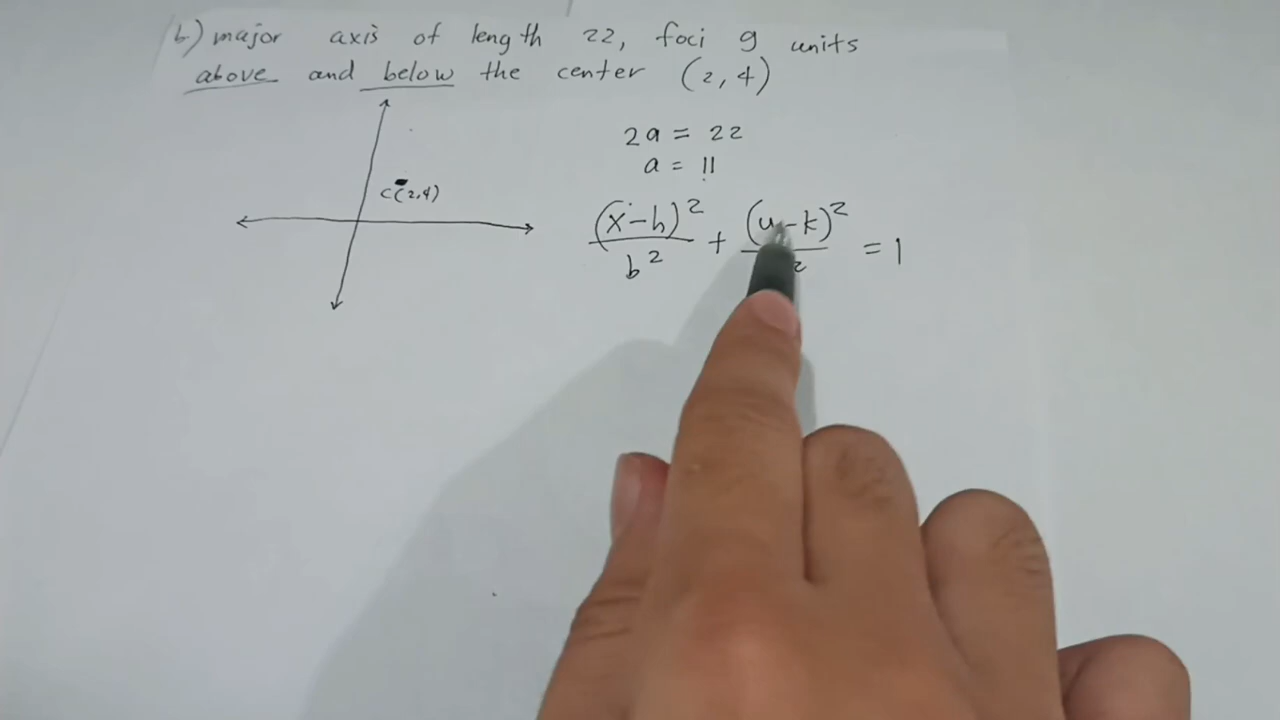 b) major axis of length 22, foci 9 units
above and below the center (2, 4)
2a = 22
a = 11
C(2,4)
(x-h)² / b² + (y-k)² / ² = 1